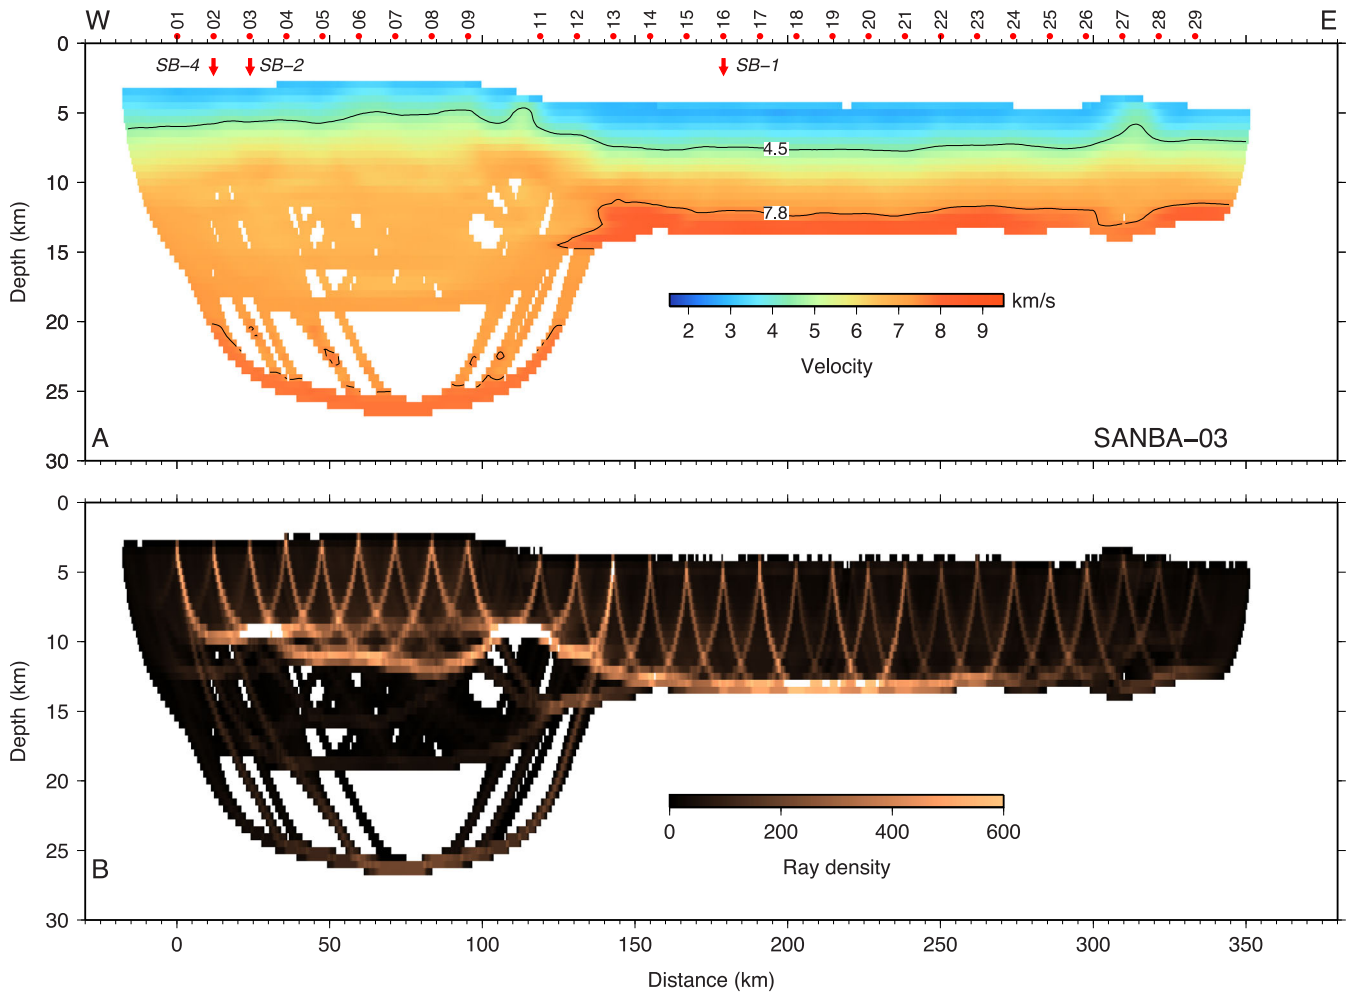 W 01 02 03 04 05 06 07 08 09 11 12 13 14 15 16 17 18 19 20 21 22 23 24 25 26 27 28 29 E
0
SB−4 SB−2 SB−1
5
4.5
10
7.8
Depth (km)
15
km/s
20
2 3 4 5 6 7 8 9
Velocity
25
A
SANBA−03
30
0
5
10
Depth (km)
15
20
0 200 400 600
25
Ray density
B
30
0 50 100 150 200 250 300 350
Distance (km)